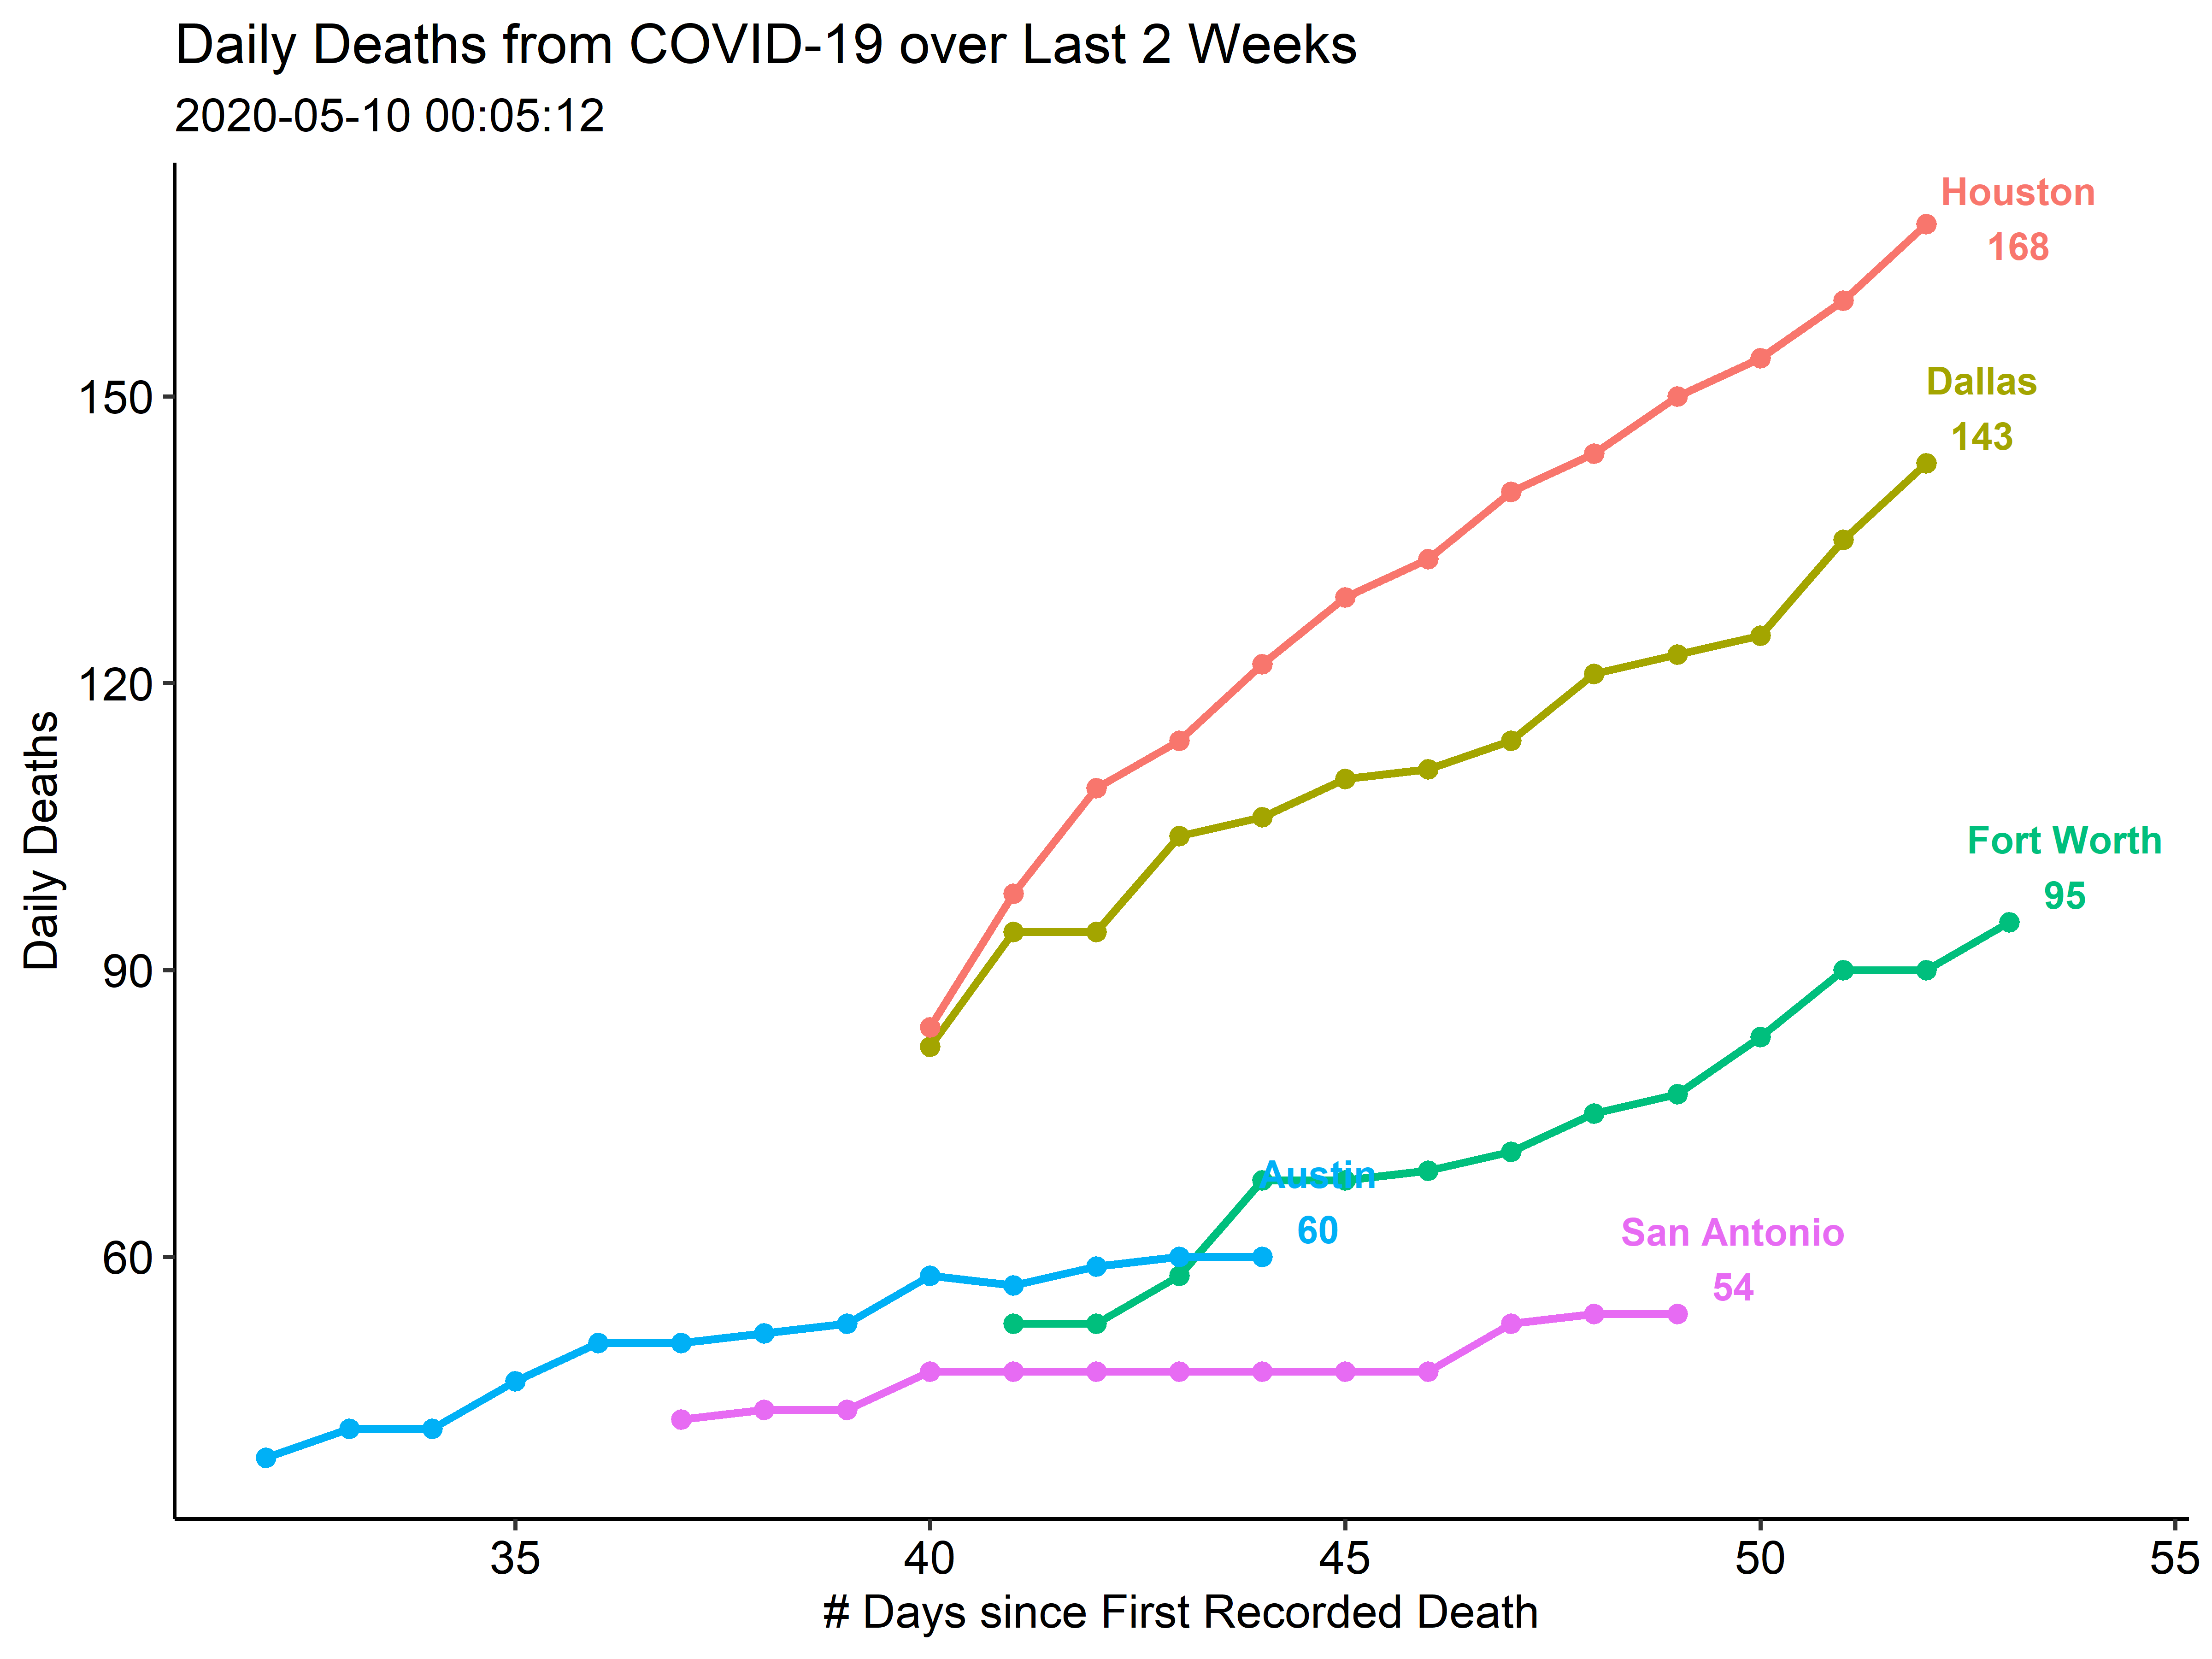 Daily Deaths from COVID-19 over Last 2 Weeks
2020-05-10 00:05:12
Houston
168
Dallas
143
Fort Worth
95
Austin
60
San Antonio
54
150
120
90
60
Daily Deaths
35
40
45
50
55
# Days since First Recorded Death